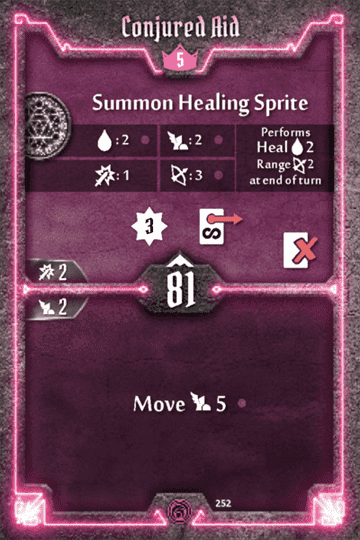 Conjured Aid
5
Summon Healing Sprite
:2
:2
Performs
Heal 2
Range 2
at end of turn
:1
:3
3
2
81
2
Move 5
252